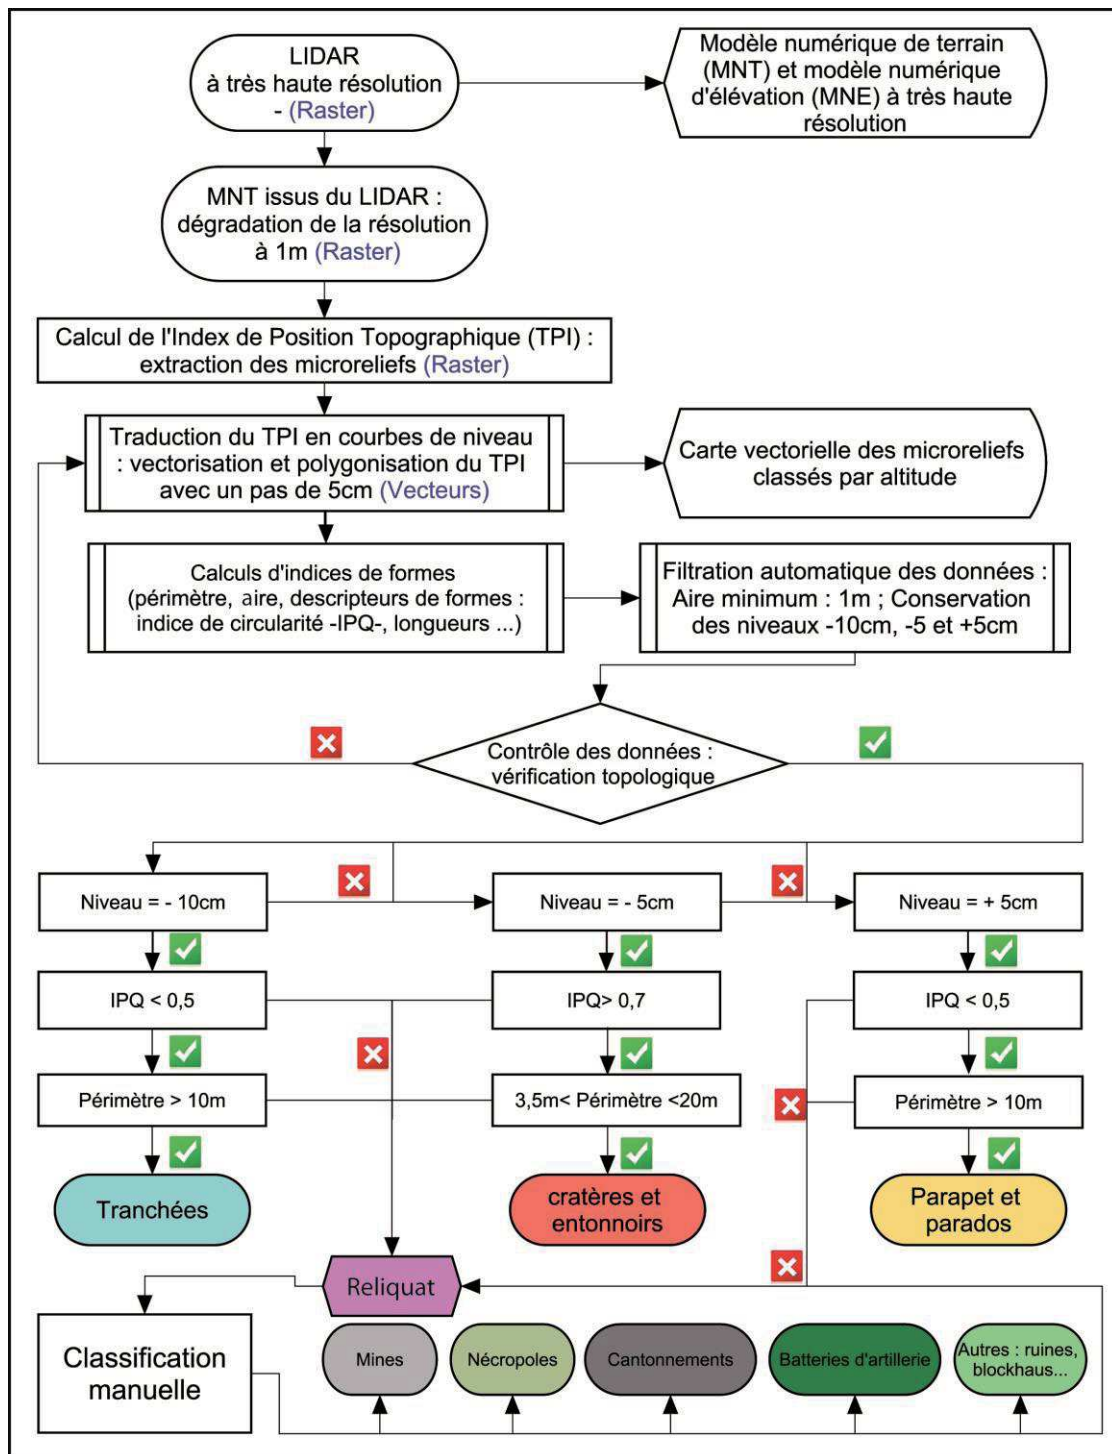 LIDAR
à très haute résolution
- (Raster)
Modèle numérique de terrain
(MNT) et modèle numérique
d'élévation (MNE) à très haute
résolution
MNT issus du LIDAR :
dégradation de la résolution
à 1m (Raster)
Calcul de l'Index de Position Topographique (TPI) :
extraction des microreliefs (Raster)
Traduction du TPI en courbes de niveau
: vectorisation et polygonisation du TPI
avec un pas de 5cm (Vecteurs)
Carte vectorielle des microreliefs
classés par altitude
Calculs d'indices de formes
(périmètre, aire, descripteurs de formes :
indice de circularité -IPQ-, longueurs ...)
Filtration automatique des données :
Aire minimum : 1m ; Conservation
des niveaux -10cm, -5 et +5cm
Contrôle des données :
vérification topologique
Niveau = - 10cm
Niveau = - 5cm
Niveau = + 5cm
IPQ < 0,5
IPQ> 0,7
IPQ < 0,5
Périmètre > 10m
3,5m< Périmètre <20m
Périmètre > 10m
Tranchées
cratères et
entonnoirs
Parapet et
parados
Reliquat
Classification
manuelle
Mines
Nécropoles
Cantonnements
Batteries d'artillerie
Autres : ruines,
blockhaus...